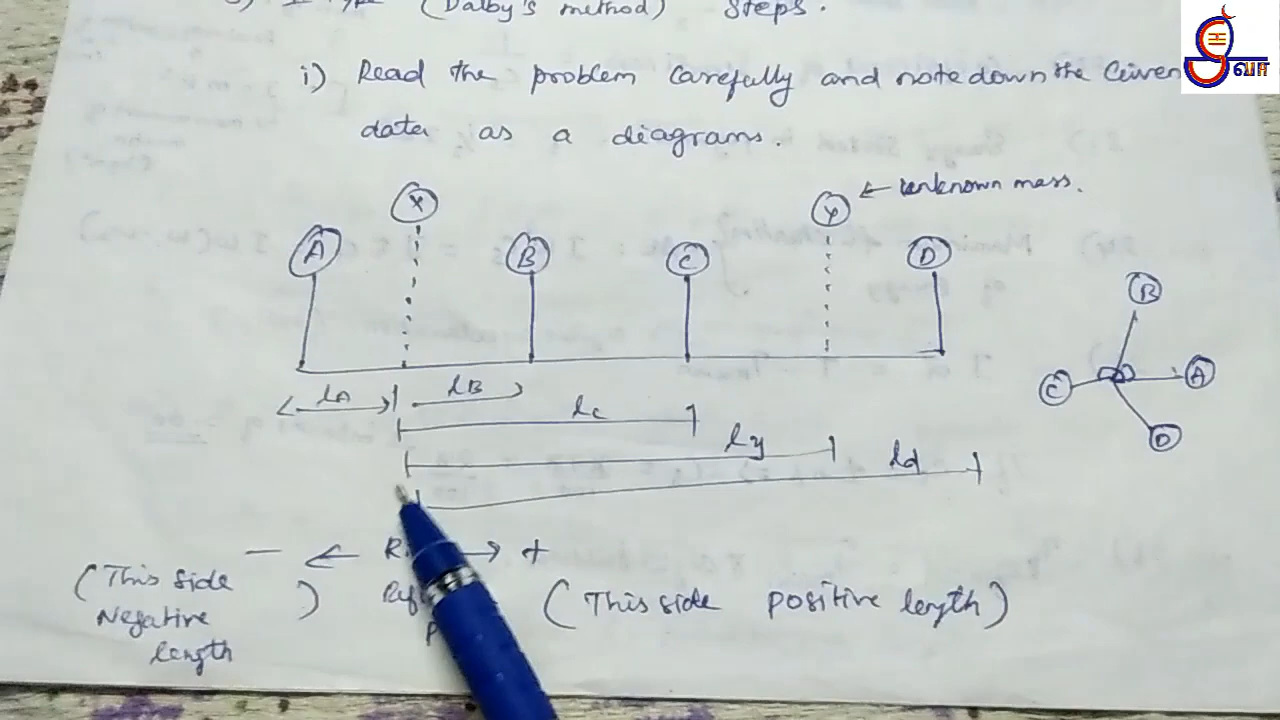 (Dalby's method) Steps.
i) Read the problem carefully and note down the Given
data as a diagrams.
X
Y ← unknown mass.
A
B
C
D
B
C
A
D
lA
lB
lc
ly
ld
− ← → +
(This side
Negative
length)
(This side positive length)
வா